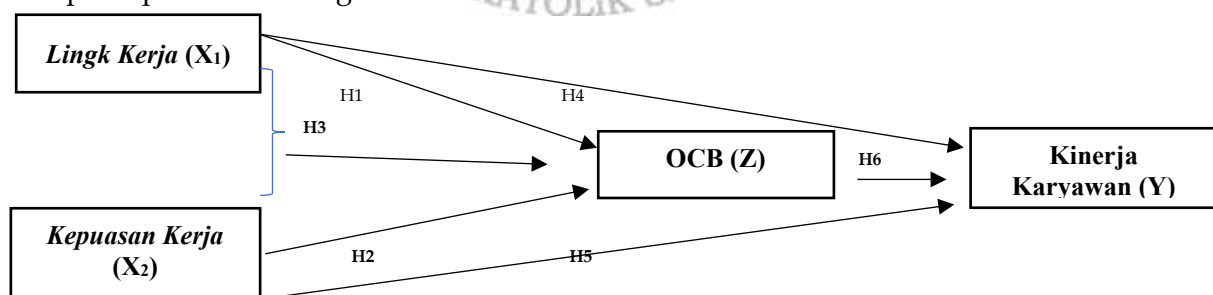 Lingk Kerja (X1)
H1
H4
H3
OCB (Z)
H6
Kinerja
Karyawan (Y)
Kepuasan Kerja
(X2)
H2
H5